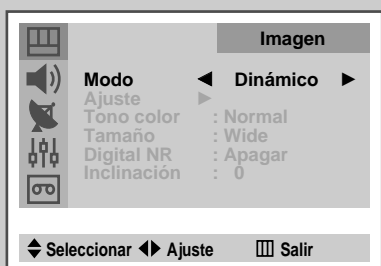 Imagen
Modo ◄ Dinámico ►
Ajuste ►
Tono color : Normal
Tamaño : Wide
Digital NR : Apagar
Inclinación : 0
Seleccionar Ajuste Salir